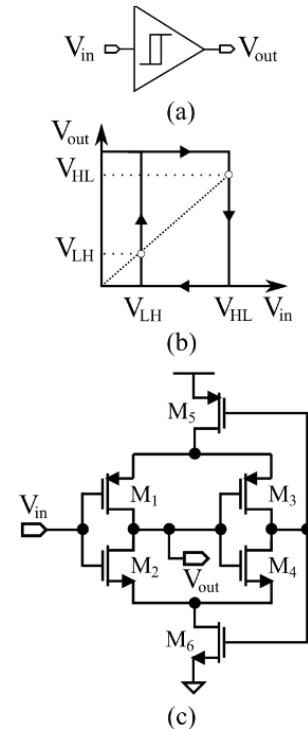 V_in V_out
(a)
V_out
V_HL
V_LH
V_LH V_HL V_in
(b)
M_5
M_1 M_3
V_in
M_2 M_4
V_out
M_6
(c)